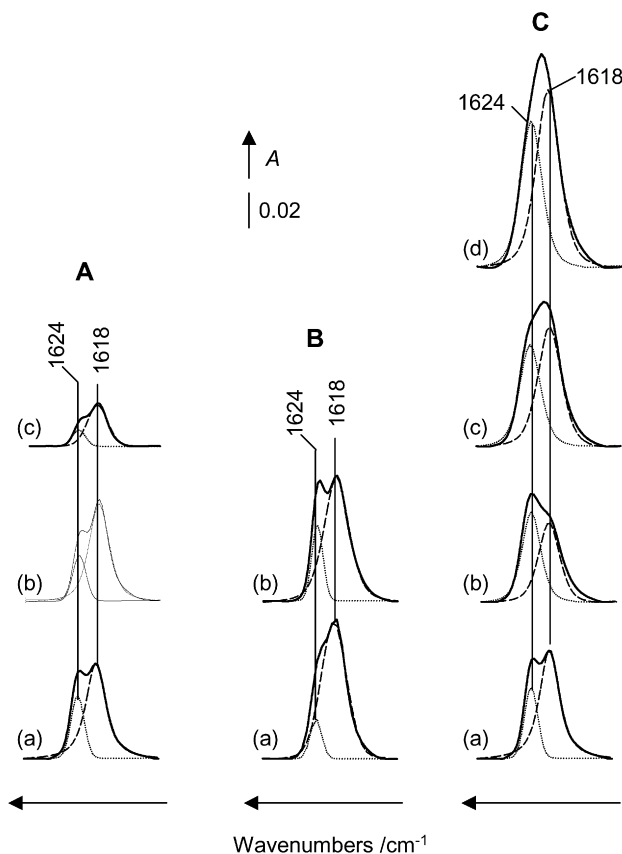 C
1624
1618
A
0.02
(d)
A
1624
1618
(c)
B
1624
1618
(c)
(b)
(b)
(b)
(a)
(a)
(a)
Wavenumbers /cm-1